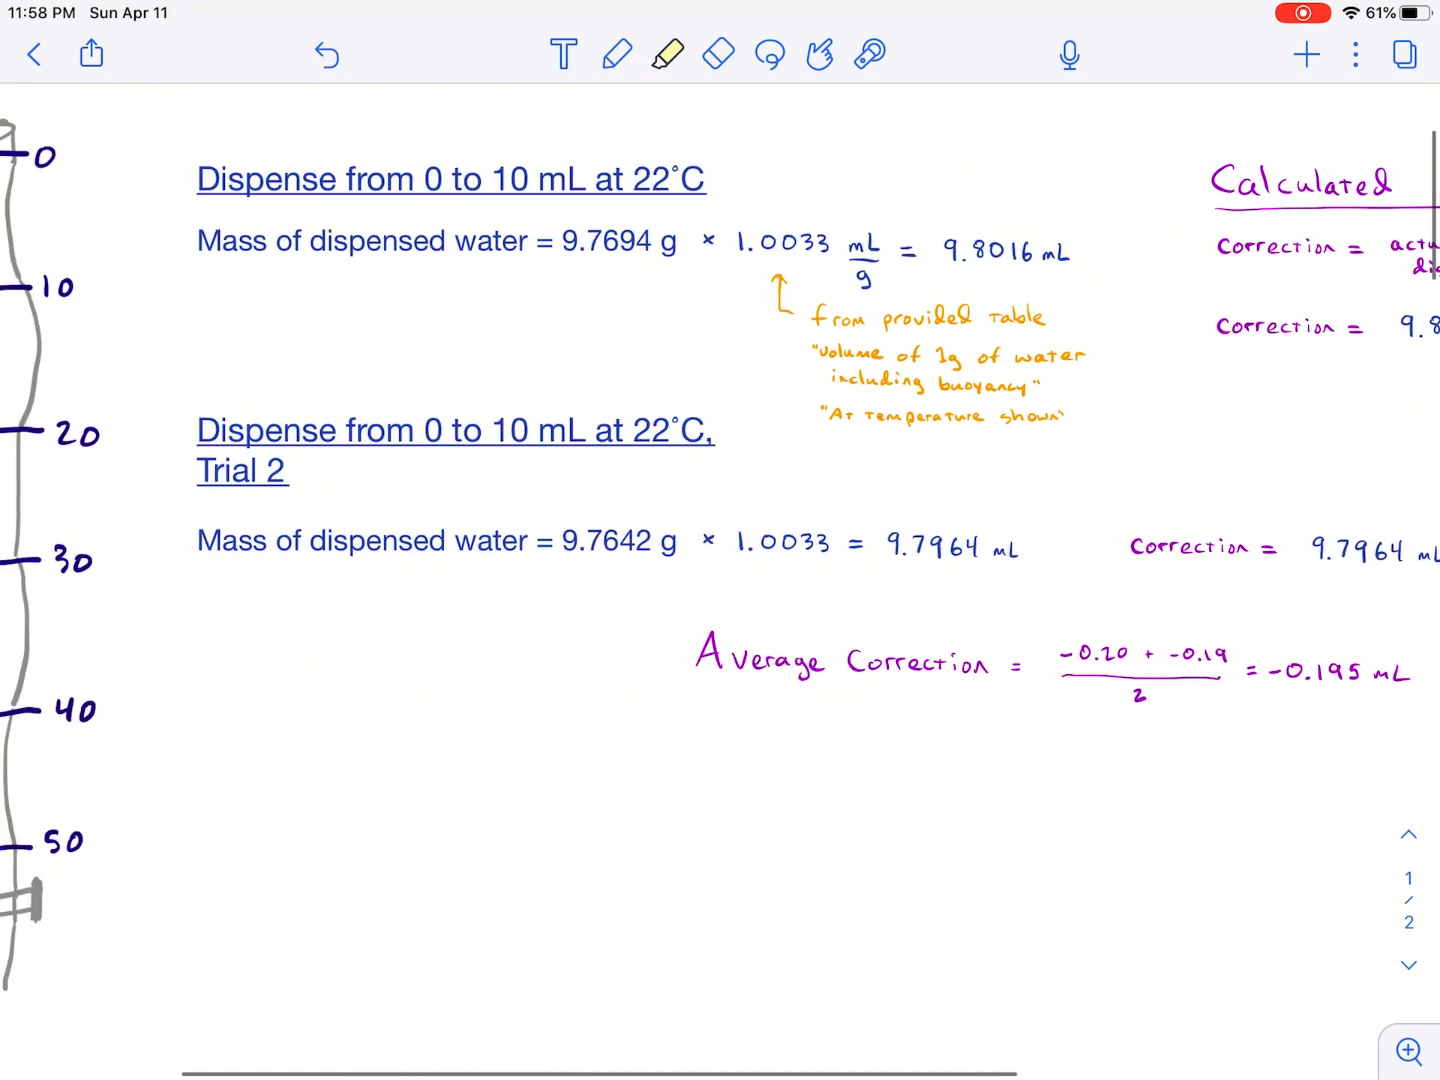 11:58 PM Sun Apr 11
61%
0
10
20
30
40
50
Dispense from 0 to 10 mL at 22°C
Mass of dispensed water = 9.7694 g × 1.0033 mL/g = 9.8016 mL
from provided table
"volume of 1g of water
including buoyancy"
"At temperature shown"
Calculated
Correction = actu
Correction = 9.8
Dispense from 0 to 10 mL at 22°C,
Trial 2
Mass of dispensed water = 9.7642 g × 1.0033 = 9.7964 mL
Correction = 9.7964 mL
Average Correction = -0.20 + -0.19 / 2 = -0.195 mL
1
/
2